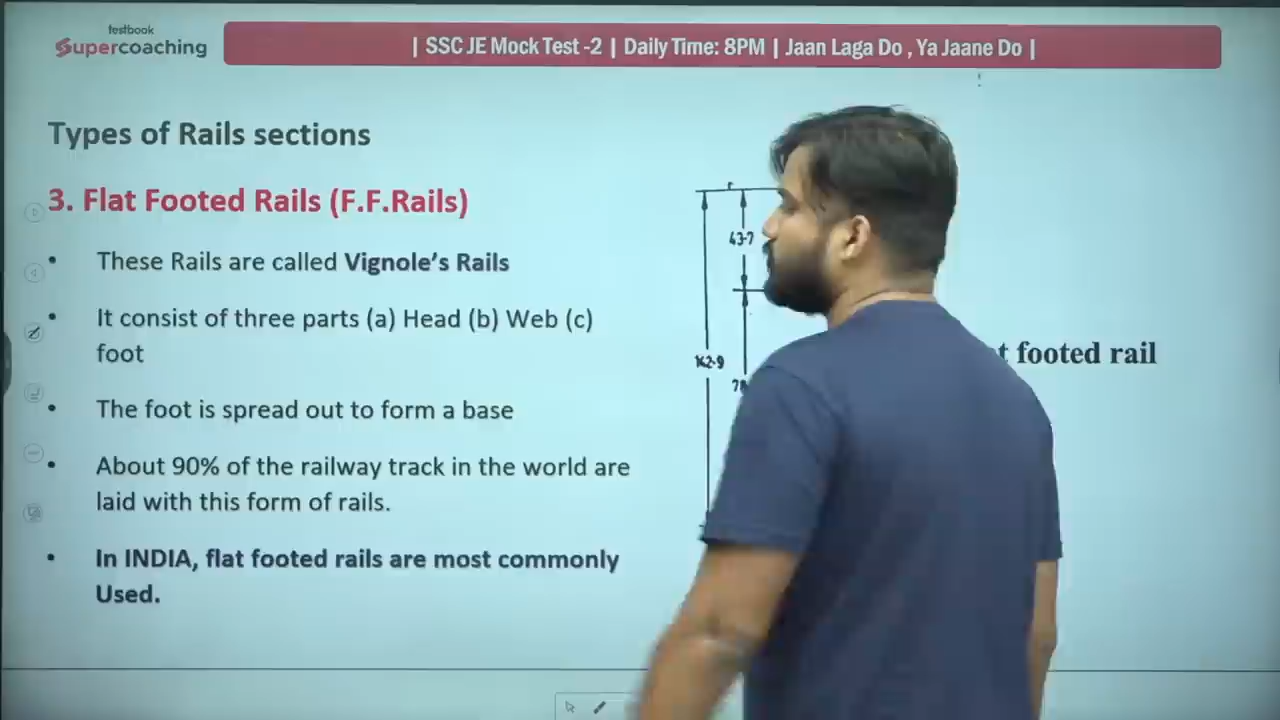 testbook
Supercoaching
| SSC JE Mock Test -2 | Daily Time: 8PM | Jaan Laga Do , Ya Jaane Do |
Types of Rails sections
3. Flat Footed Rails (F.F.Rails)
• These Rails are called Vignole's Rails
• It consist of three parts (a) Head (b) Web (c)
foot
• The foot is spread out to form a base
• About 90% of the railway track in the world are
laid with this form of rails.
• In INDIA, flat footed rails are most commonly
Used.
43·7
142·9
footed rail